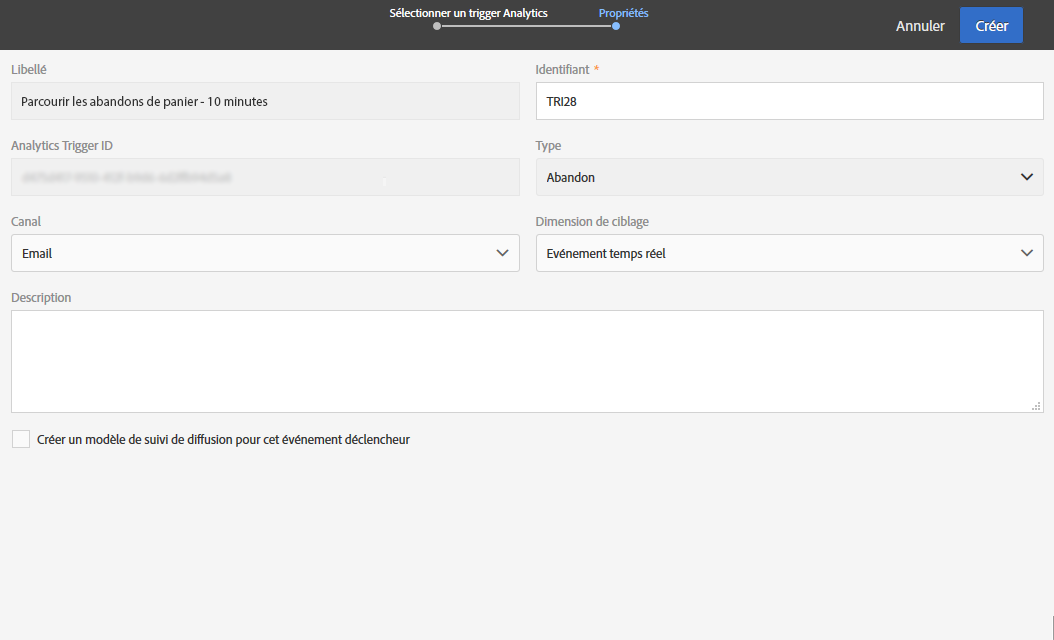 Sélectionner un trigger Analytics
Propriétés
Annuler
Créer
Libellé
Identifiant *
Parcourir les abandons de panier - 10 minutes
TRI28
Analytics Trigger ID
Type
Abandon
Canal
Dimension de ciblage
Email
Evénement temps réel
Description
Créer un modèle de suivi de diffusion pour cet événement déclencheur